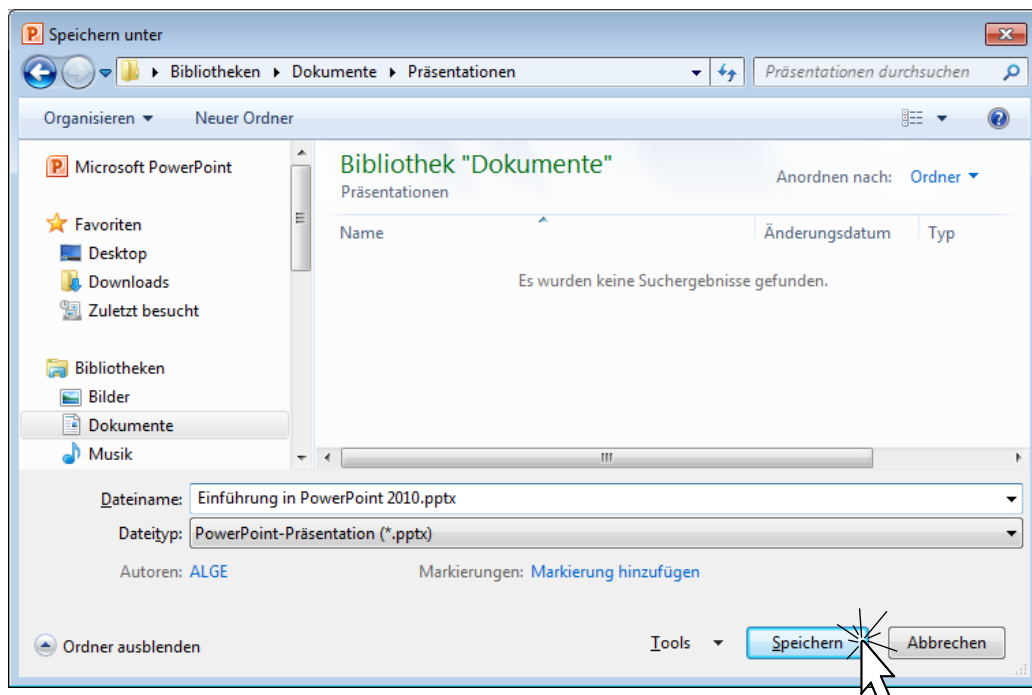 Speichern unter
Bibliotheken Dokumente Präsentationen
Präsentationen durchsuchen
Organisieren Neuer Ordner
Microsoft PowerPoint
Favoriten
Desktop
Downloads
Zuletzt besucht
Bibliotheken
Bilder
Dokumente
Musik
Bibliothek "Dokumente"
Präsentationen
Anordnen nach: Ordner
Name Änderungsdatum Typ
Es wurden keine Suchergebnisse gefunden.
Dateiname: Einführung in PowerPoint 2010.pptx
Dateityp: PowerPoint-Präsentation (*.pptx)
Autoren: ALGE Markierungen: Markierung hinzufügen
Ordner ausblenden Tools Speichern Abbrechen